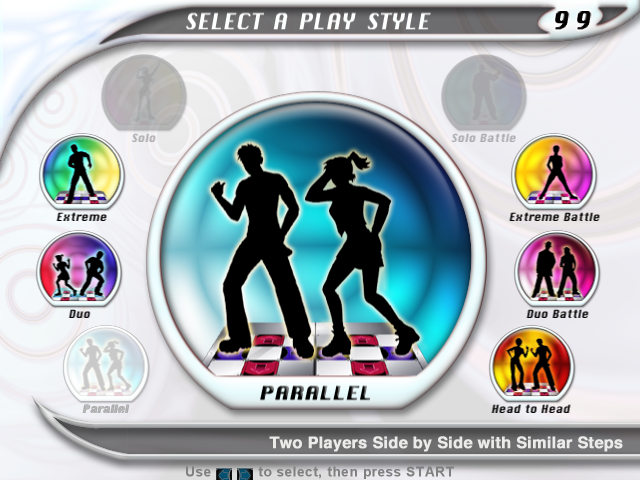 SELECT A PLAY STYLE
99
Solo
Solo Battle
Extreme
Extreme Battle
Duo
Duo Battle
Parallel
PARALLEL
Head to Head
Two Players Side by Side with Similar Steps
Use to select, then press START